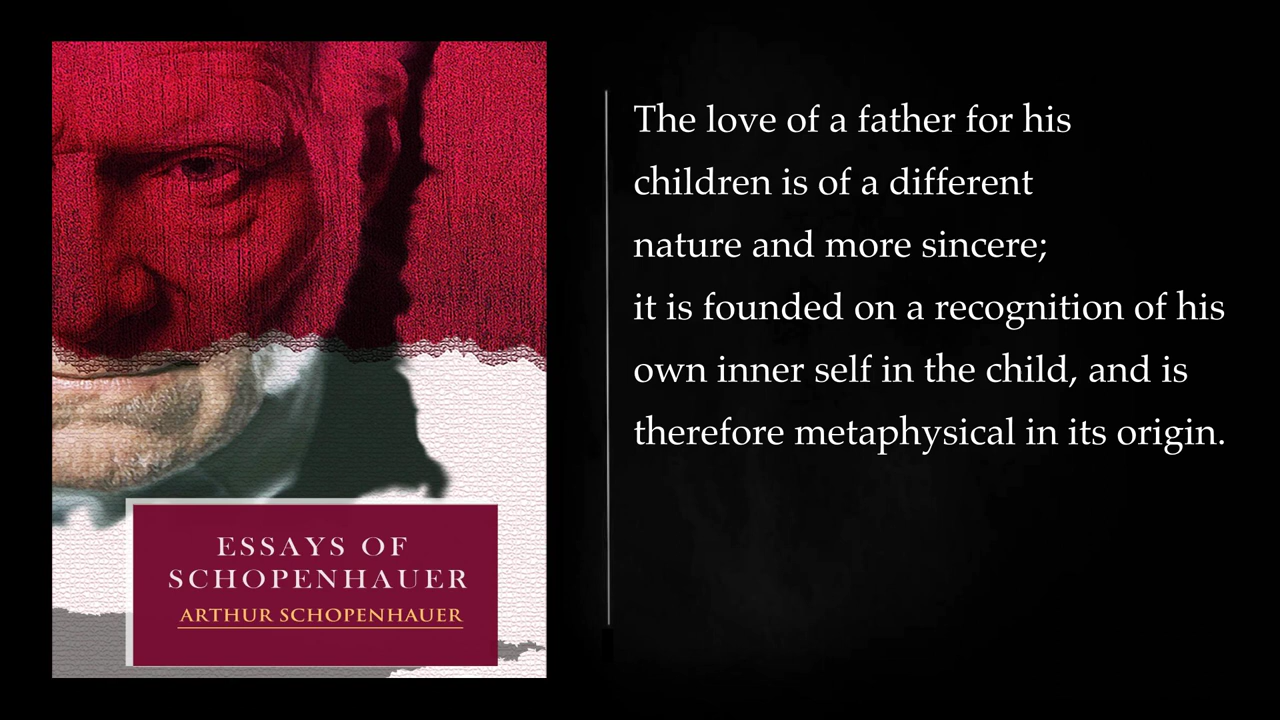 ESSAYS OF
SCHOPENHAUER
ARTHUR SCHOPENHAUER
The love of a father for his
children is of a different
nature and more sincere;
it is founded on a recognition of his
own inner self in the child, and is
therefore metaphysical in its origin.